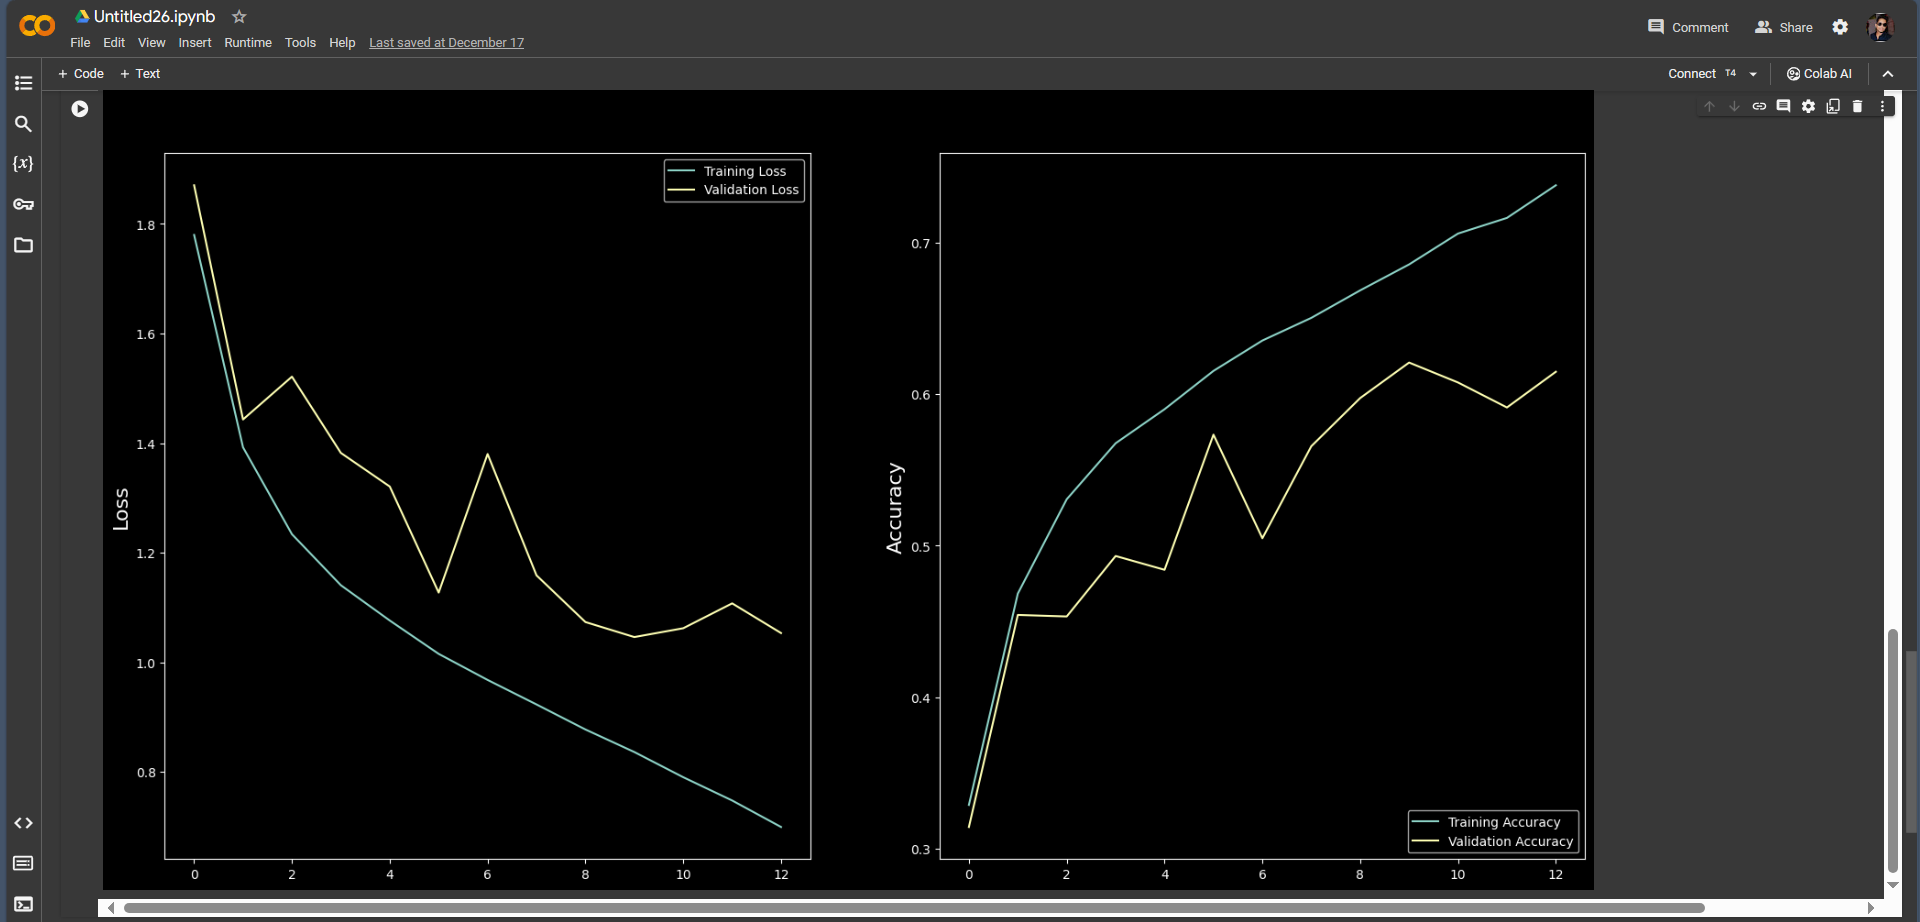 Untitled26.ipynb
File Edit View Insert Runtime Tools Help Last saved at December 17
Comment Share
+ Code + Text
Connect T4 Colab AI
{x}
Training Loss
Validation Loss
1.8
1.6
1.4
1.2
1.0
0.8
Loss
0 2 4 6 8 10 12
0.7
0.6
0.5
0.4
0.3
Accuracy
Training Accuracy
Validation Accuracy
0 2 4 6 8 10 12